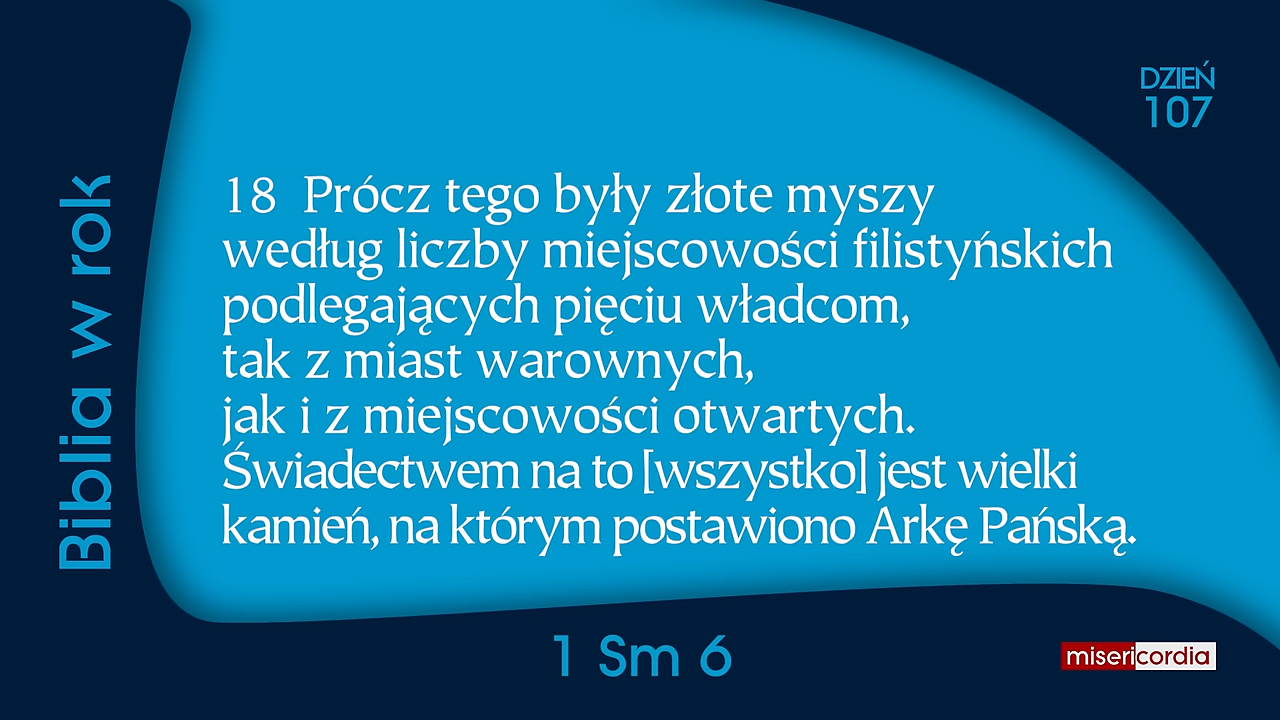 DZIEŃ
107
Biblia w rok
18 Prócz tego były złote myszy
według liczby miejscowości filistyńskich
podlegających pięciu władcom,
tak z miast warownych,
jak i z miejscowości otwartych.
Świadectwem na to [wszystko] jest wielki
kamień, na którym postawiono Arkę Pańską.
1 Sm 6
misericordia